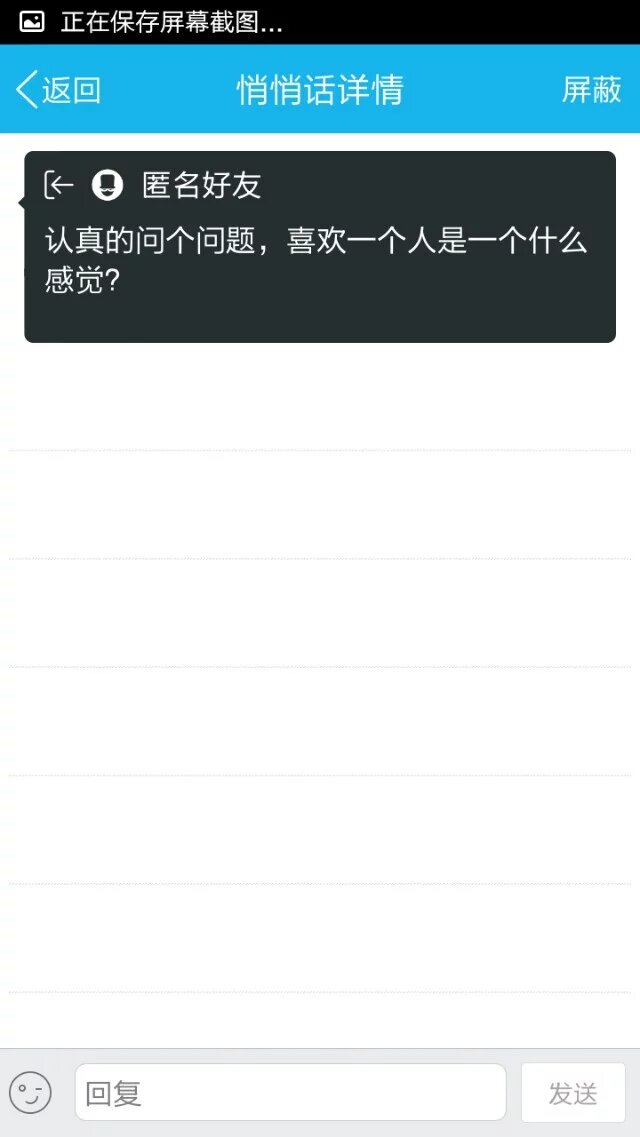 正在保存屏幕截图...
返回
悄悄话详情
屏蔽
匿名好友
认真的问个问题，喜欢一个人是一个什么
感觉?
回复
发送